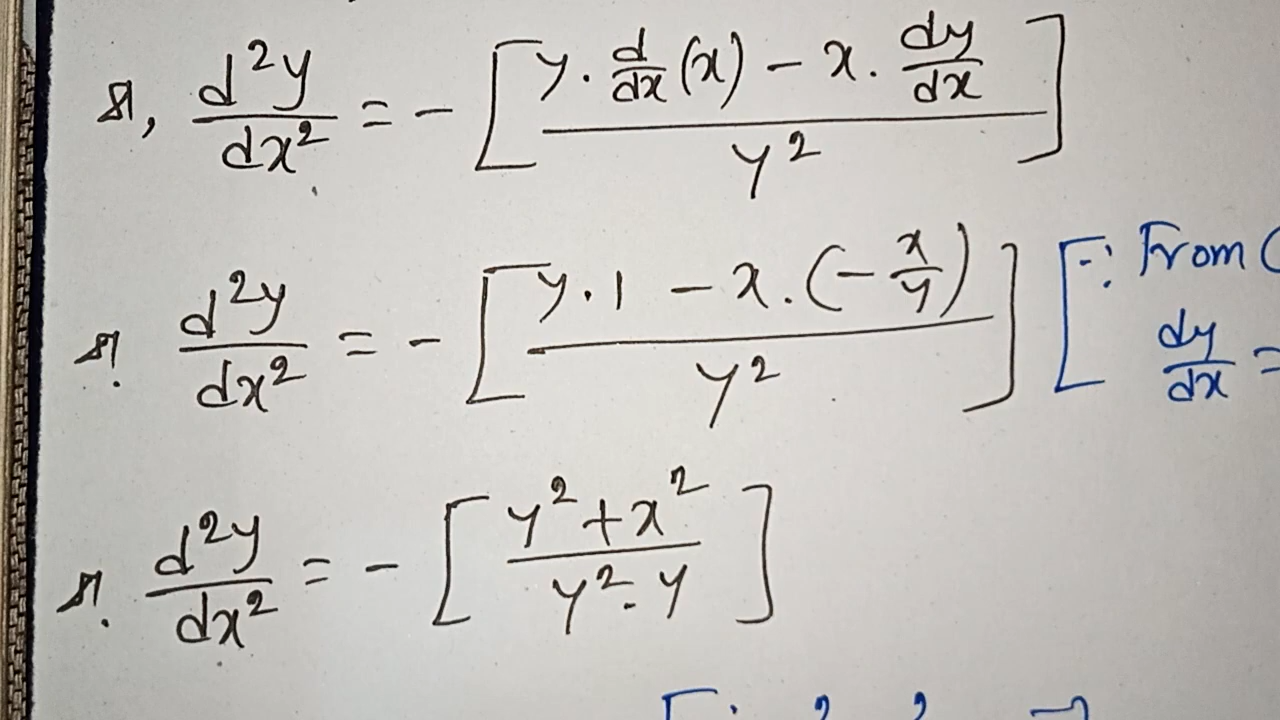 বা, d²y/dx² = - [ (y · d/dx (x) - x · dy/dx) / y² ]
বা. d²y/dx² = - [ (y · 1 - x · (- x/y)) / y² ] [ ∵ From
dy/dx =
বা. d²y/dx² = - [ (y² + x²) / (y² · y) ]